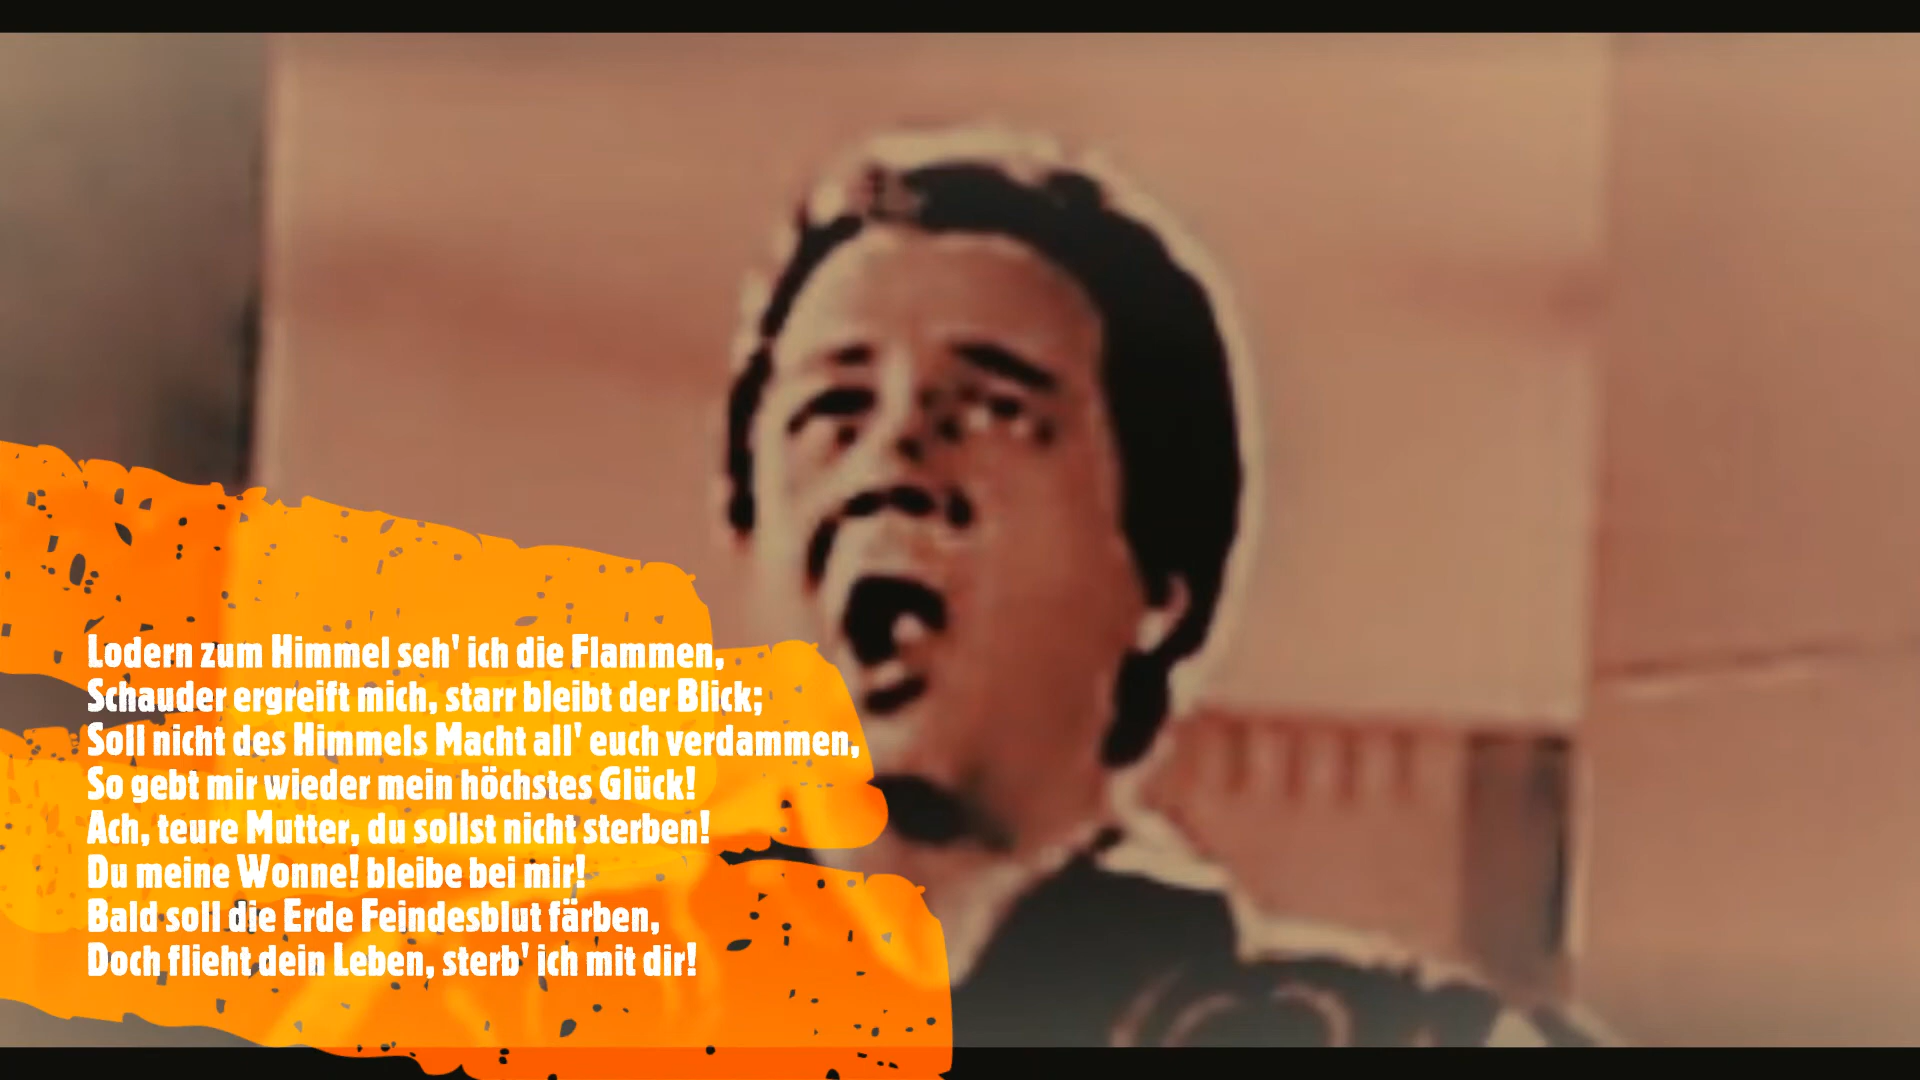 Lodern zum Himmel seh' ich die Flammen,
Schauder ergreift mich, starr bleibt der Blick;
Soll nicht des Himmels Macht all' euch verdammen,
So gebt mir wieder mein höchstes Glück!
Ach, teure Mutter, du sollst nicht sterben!
Du meine Wonne! bleibe bei mir!
Bald soll die Erde Feindesblut färben,
Doch flieht dein Leben, sterb' ich mit dir!